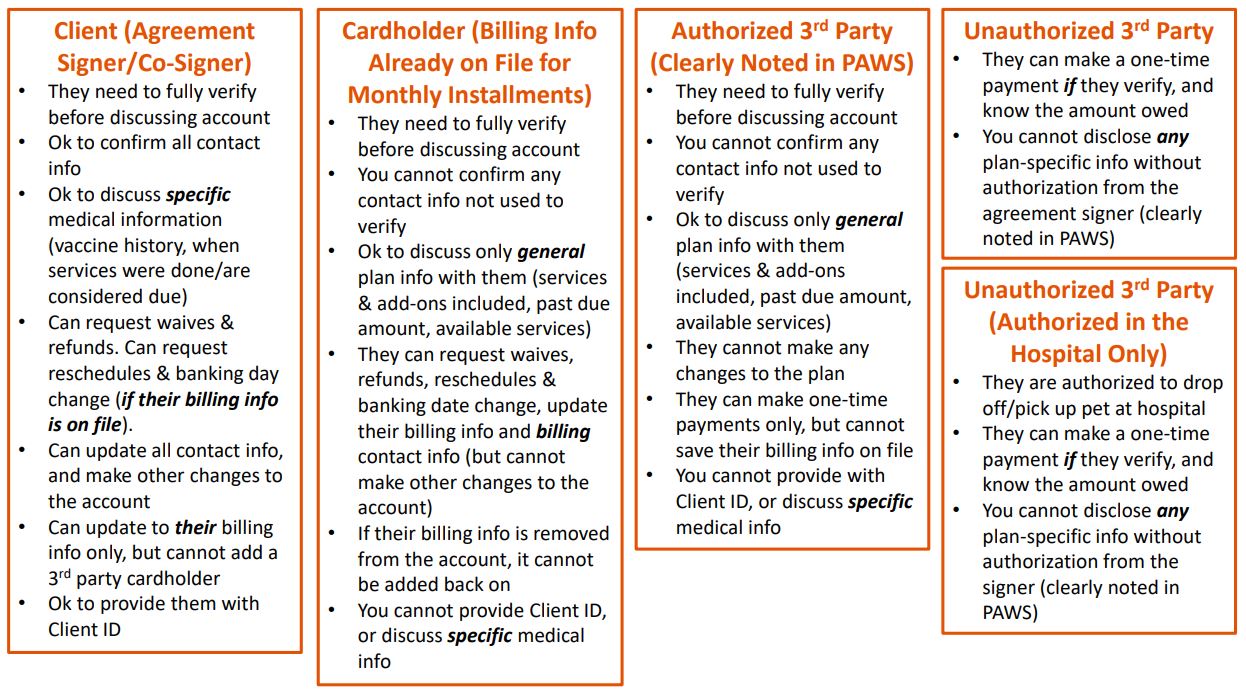 Client (Agreement
Signer/Co-Signer)
• They need to fully verify
before discussing account
• Ok to confirm all contact
info
• Ok to discuss specific
medical information
(vaccine history, when
services were done/are
considered due)
• Can request waives &
refunds. Can request
reschedules & banking day
change (if their billing info
is on file).
• Can update all contact info,
and make other changes to
the account
• Can update to their billing
info only, but cannot add a
3rd party cardholder
• Ok to provide them with
Client ID
Cardholder (Billing Info
Already on File for
Monthly Installments)
• They need to fully verify
before discussing account
• You cannot confirm any
contact info not used to
verify
• Ok to discuss only general
plan info with them (services
& add-ons included, past due
amount, available services)
• They can request waives,
refunds, reschedules &
banking date change, update
their billing info and billing
contact info (but cannot
make other changes to the
account)
• If their billing info is removed
from the account, it cannot
be added back on
• You cannot provide Client ID,
or discuss specific medical
info
Authorized 3rd Party
(Clearly Noted in PAWS)
• They need to fully verify
before discussing account
• You cannot confirm any
contact info not used to
verify
• Ok to discuss only general
plan info with them
(services & add-ons
included, past due amount,
available services)
• They cannot make any
changes to the plan
• They can make one-time
payments only, but cannot
save their billing info on file
• You cannot provide with
Client ID, or discuss specific
medical info
Unauthorized 3rd Party
• They can make a one-time
payment if they verify, and
know the amount owed
• You cannot disclose any
plan-specific info without
authorization from the
agreement signer (clearly
noted in PAWS)
Unauthorized 3rd Party
(Authorized in the
Hospital Only)
• They are authorized to drop
off/pick up pet at hospital
• They can make a one-time
payment if they verify, and
know the amount owed
• You cannot disclose any
plan-specific info without
authorization from the
signer (clearly noted in
PAWS)